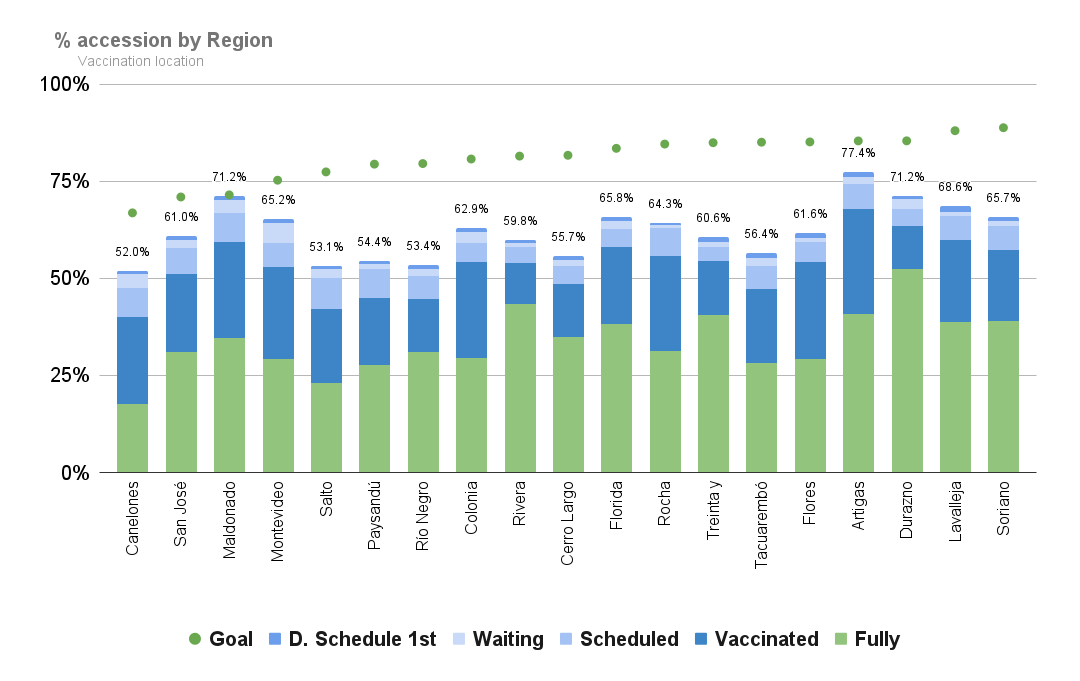 % accession by Region
Vaccination location
100%
75%
50%
25%
0%
52.0%
61.0%
71.2%
65.2%
53.1%
54.4%
53.4%
62.9%
59.8%
55.7%
65.8%
64.3%
60.6%
56.4%
61.6%
77.4%
71.2%
68.6%
65.7%
Canelones
San José
Maldonado
Montevideo
Salto
Paysandú
Río Negro
Colonia
Rivera
Cerro Largo
Florida
Rocha
Treinta y
Tacuarembó
Flores
Artigas
Durazno
Lavalleja
Soriano
Goal
D. Schedule 1st
Waiting
Scheduled
Vaccinated
Fully